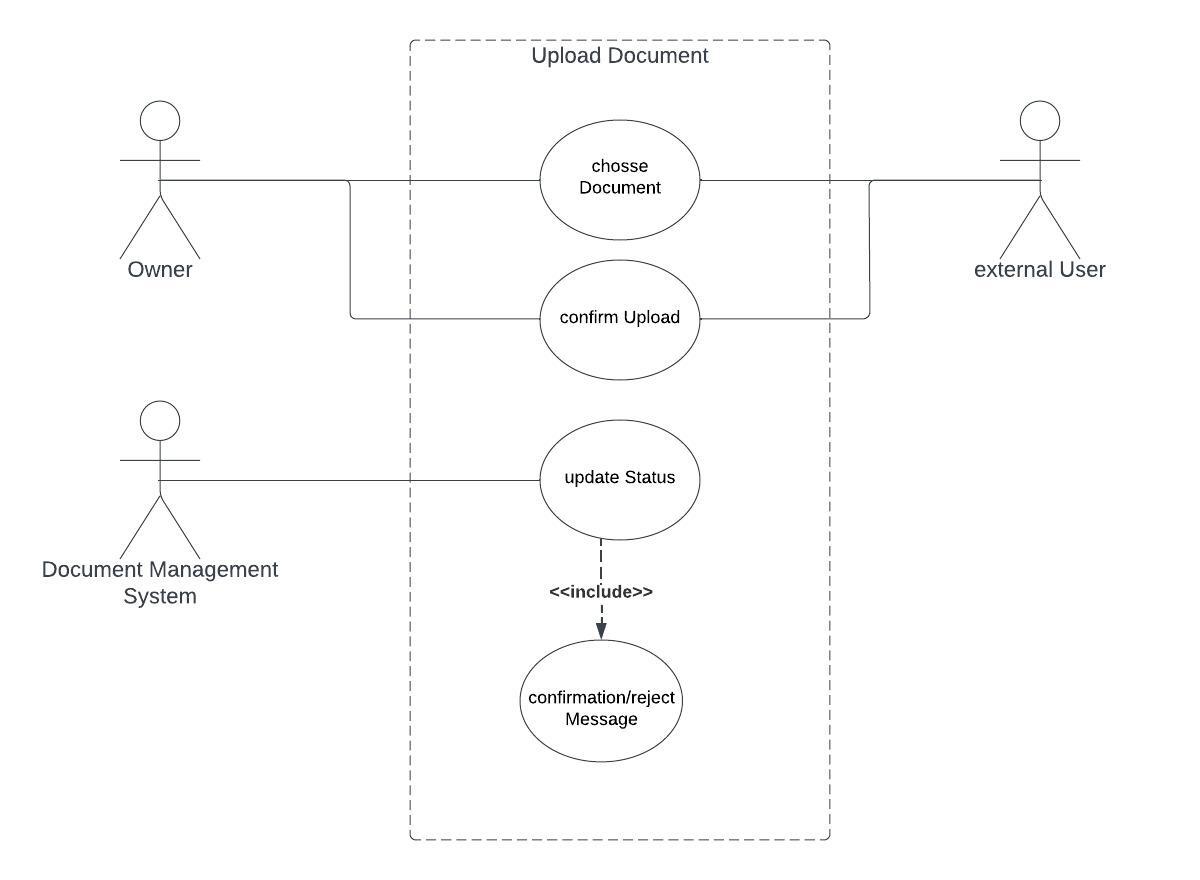 Upload Document
chosse
Document
Owner
external User
confirm Upload
update Status
Document Management
System
<<include>>
confirmation/reject
Message